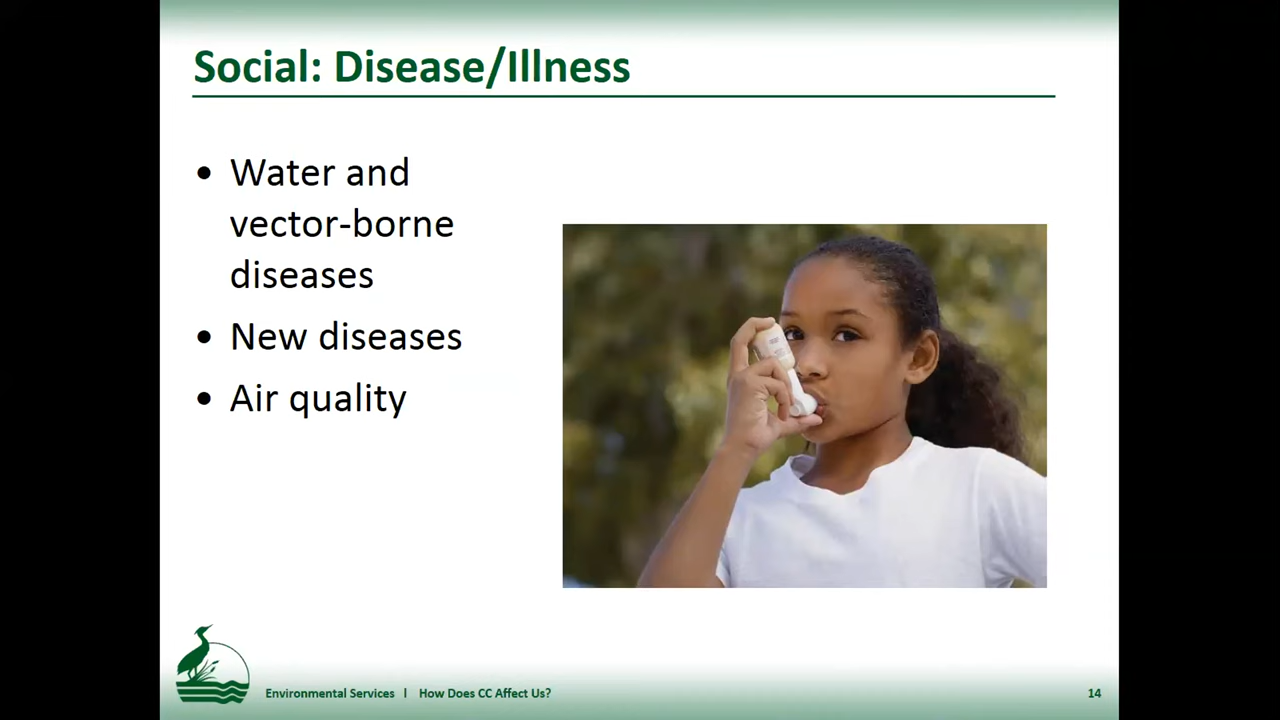 Social: Disease/Illness
• Water and
vector-borne
diseases
• New diseases
• Air quality
Environmental Services | How Does CC Affect Us?
14